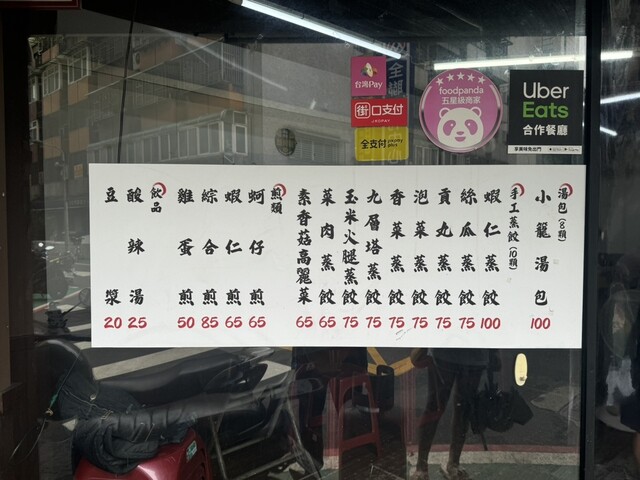 台灣Pay
街口支付
JKOPAY
全支付
foodpanda
五星級商家
Uber
Eats
合作餐廳
湯包(8顆)
小籠湯包 100
手工蒸餃(10顆)
蝦仁蒸餃 100
絲瓜蒸餃 75
貢丸蒸餃 75
泡菜蒸餃 75
香菜蒸餃 75
九層塔蒸餃 75
玉米火腿蒸餃 75
菜肉蒸餃 65
素香菇高麗菜 65
煎類
蚵仔煎 65
蝦仁煎 65
綜合煎 85
雞蛋煎 50
飲品
酸辣湯 25
豆漿 20